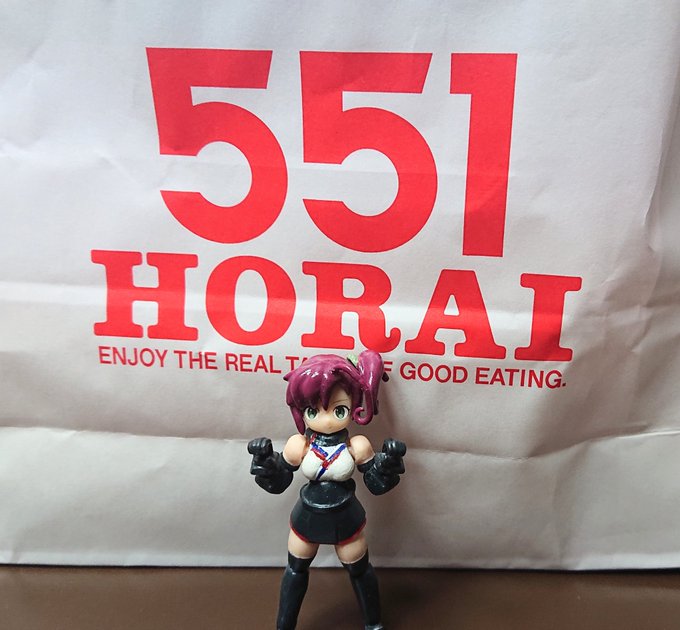 551
HORAI
ENJOY THE REAL GOOD EATING.